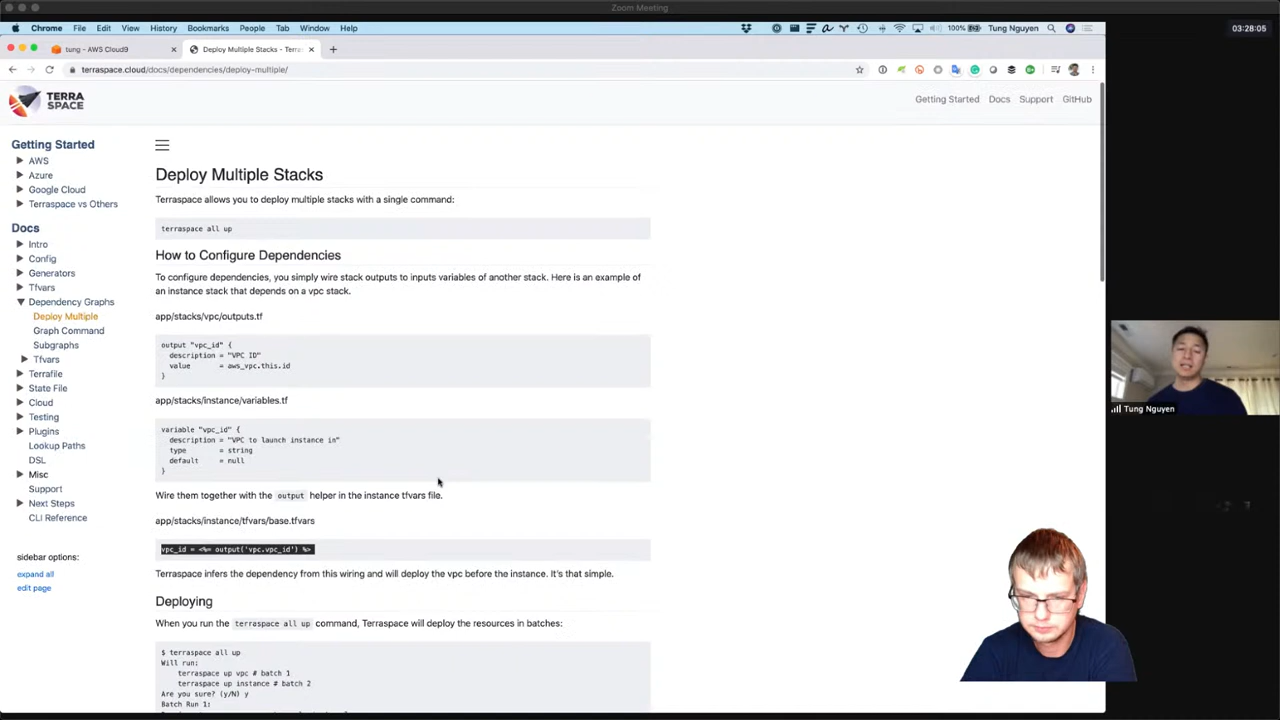 Zoom Meeting
Chrome File Edit View History Bookmarks People Tab Window Help
100% Tung Nguyen
03:28:05
tung - AWS Cloud9
Deploy Multiple Stacks - Terra
terraspace.cloud/docs/dependencies/deploy-multiple/
TERRA
SPACE
Getting Started Docs Support GitHub
Getting Started
AWS
Azure
Google Cloud
Terraspace vs Others
Docs
Intro
Config
Generators
Tfvars
Dependency Graphs
Deploy Multiple
Graph Command
Subgraphs
Tfvars
Terrafile
State File
Cloud
Testing
Plugins
Lookup Paths
DSL
Misc
Support
Next Steps
CLI Reference
sidebar options:
expand all
edit page
Deploy Multiple Stacks
Terraspace allows you to deploy multiple stacks with a single command:
terraspace all up
How to Configure Dependencies
To configure dependencies, you simply wire stack outputs to inputs variables of another stack. Here is an example of
an instance stack that depends on a vpc stack.
app/stacks/vpc/outputs.tf
output "vpc_id" {
description = "VPC ID"
value = aws_vpc.this.id
}
app/stacks/instance/variables.tf
variable "vpc_id" {
description = "VPC to launch instance in"
type = string
default = null
}
Wire them together with the output helper in the instance tfvars file.
app/stacks/instance/tfvars/base.tfvars
vpc_id = <%= output('vpc.vpc_id') %>
Terraspace infers the dependency from this wiring and will deploy the vpc before the instance. It's that simple.
Deploying
When you run the terraspace all up command, Terraspace will deploy the resources in batches:
$ terraspace all up
Will run:
terraspace up vpc # batch 1
terraspace up instance # batch 2
Are you sure? (y/N) y
Batch Run 1:
Tung Nguyen